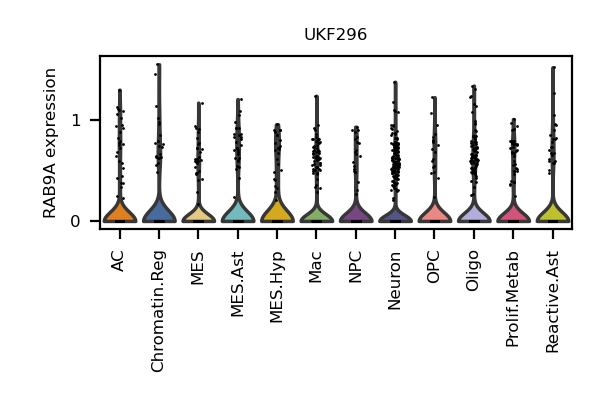 UKF296
RAB9A expression
1
0
AC
Chromatin.Reg
MES
MES.Ast
MES.Hyp
Mac
NPC
Neuron
OPC
Oligo
Prolif.Metab
Reactive.Ast